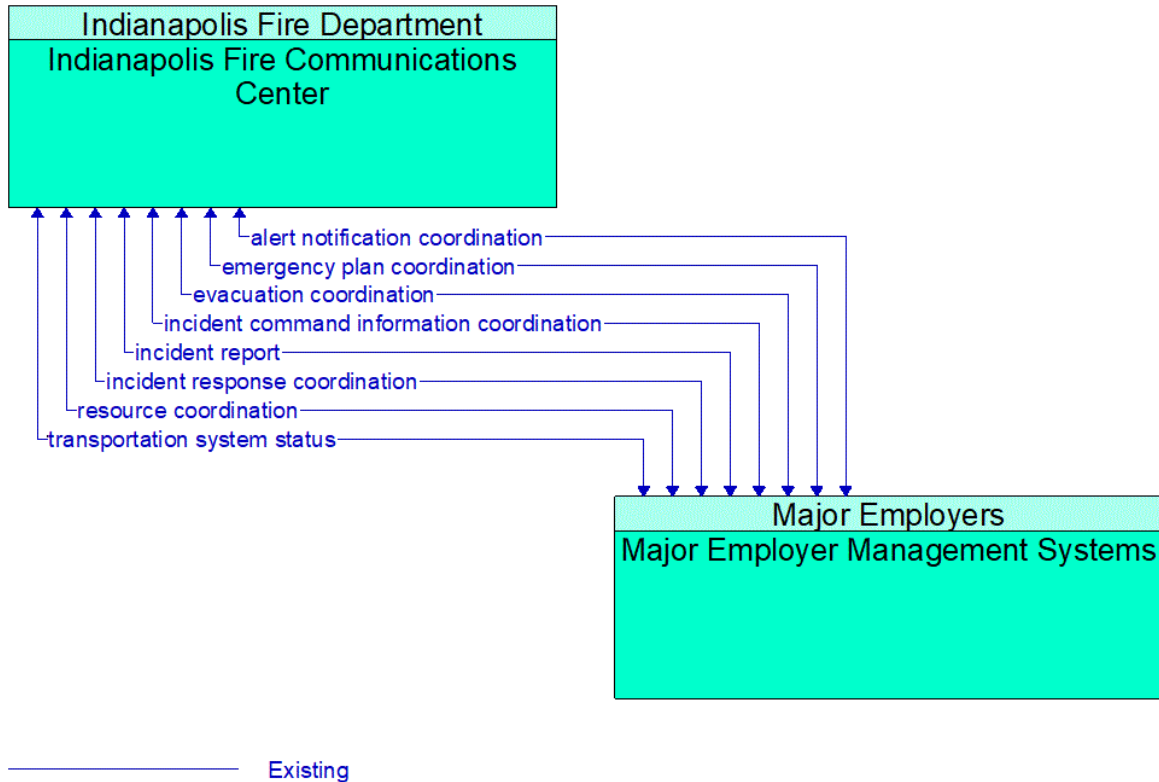 Indianapolis Fire Department
Indianapolis Fire Communications
Center
alert notification coordination
emergency plan coordination
evacuation coordination
incident command information coordination
incident report
incident response coordination
resource coordination
transportation system status
Major Employers
Major Employer Management Systems
Existing